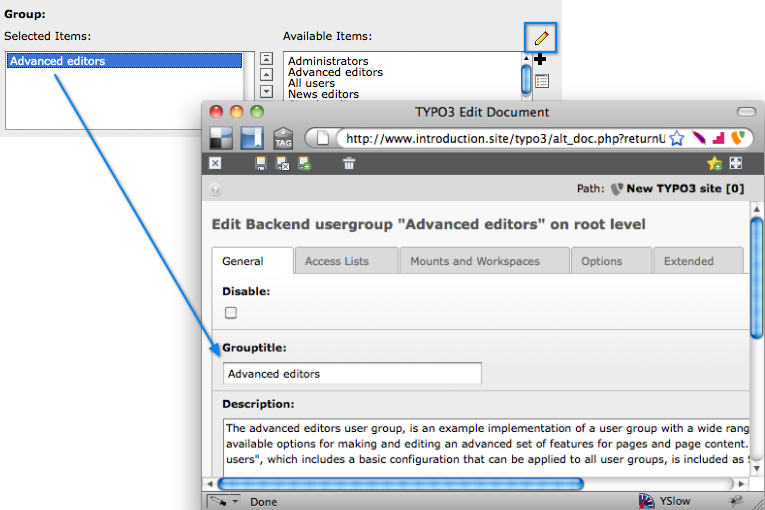 Group:
Selected Items:
Available Items:
Advanced editors
Administrators
Advanced editors
All users
News editors
TYPO3 Edit Document
TAG
http://www.introduction.site/typo3/alt_doc.php?returnU
Path: New TYPO3 site [0]
Edit Backend usergroup "Advanced editors" on root level
General
Access Lists
Mounts and Workspaces
Options
Extended
Disable:
Grouptitle:
Advanced editors
Description:
The advanced editors user group, is an example implementation of a user group with a wide rang
available options for making and editing an advanced set of features for pages and page content.
users", which includes a basic configuration that can be applied to all user groups, is included as
Done
YSlow